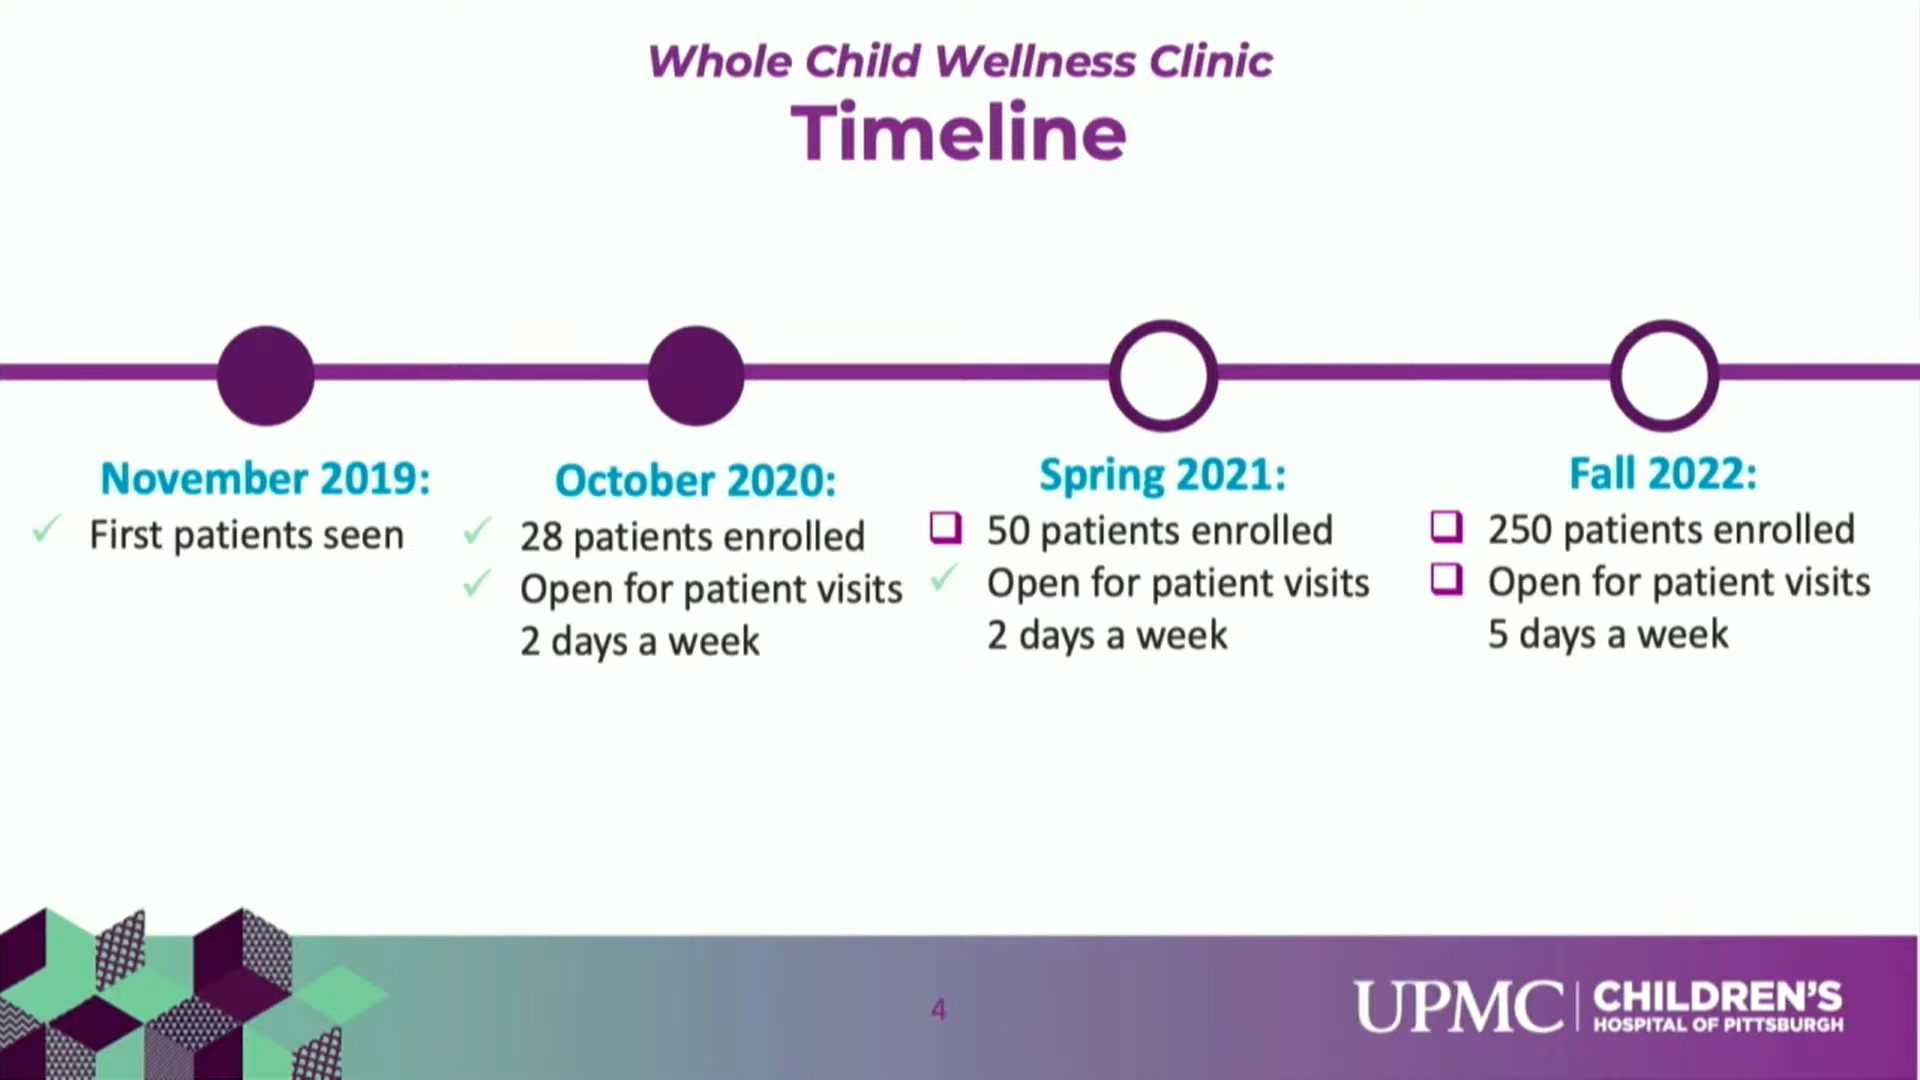 Whole Child Wellness Clinic
Timeline
November 2019:
First patients seen
October 2020:
28 patients enrolled
Open for patient visits
2 days a week
Spring 2021:
50 patients enrolled
Open for patient visits
2 days a week
Fall 2022:
250 patients enrolled
Open for patient visits
5 days a week
4
UPMC
CHILDREN'S
HOSPITAL OF PITTSBURGH